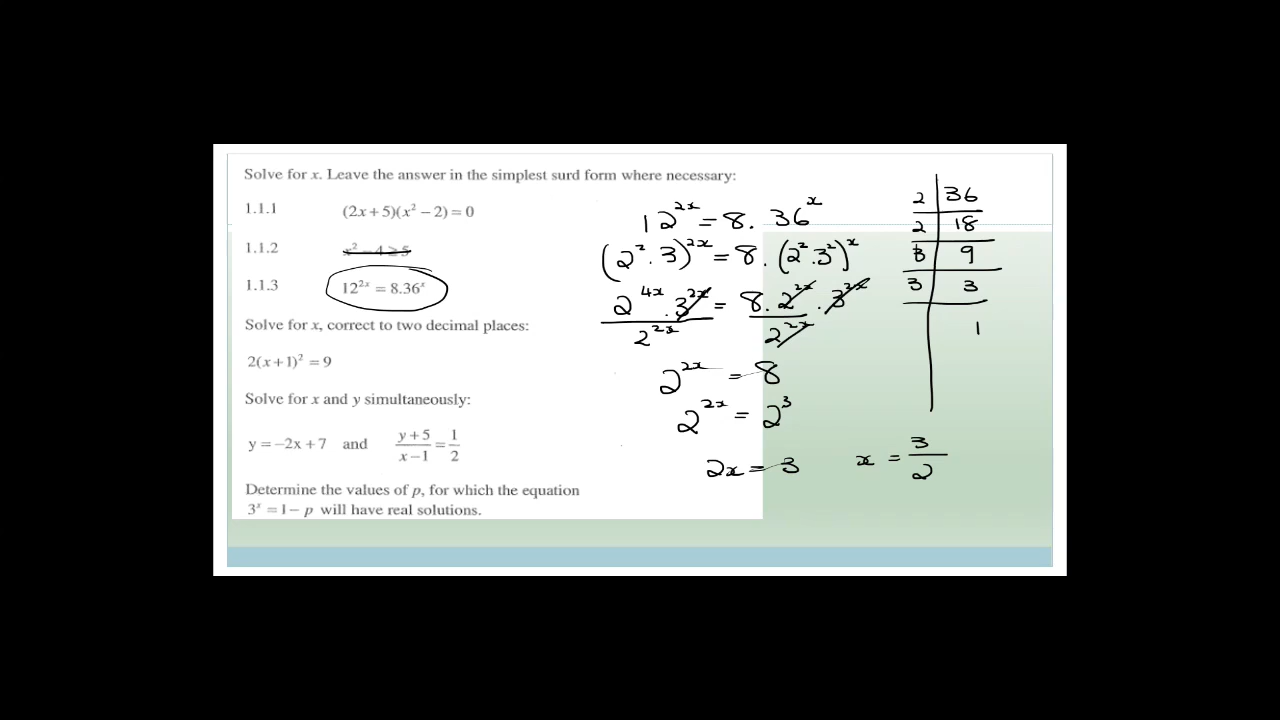 Solve for x. Leave the answer in the simplest surd form where necessary:
1.1.1 (2x+5)(x² − 2) = 0
1.1.2 x² − 4 ≥ 5
1.1.3 12²ˣ = 8.36ˣ
Solve for x, correct to two decimal places:
2(x+1)² = 9
Solve for x and y simultaneously:
y = −2x + 7 and (y+5)/(x−1) = 1/2
Determine the values of p, for which the equation
3ˣ = 1 − p will have real solutions.
12²ˣ = 8. 36ˣ
(2².3)²ˣ = 8.(2².3²)ˣ
2⁴ˣ.3²ˣ/2²ˣ = 8.2²ˣ/2²ˣ . 3²ˣ
2²ˣ = 8
2²ˣ = 2³
2x = 3 x = 3/2
2 36
2 18
3 9
3 3
1